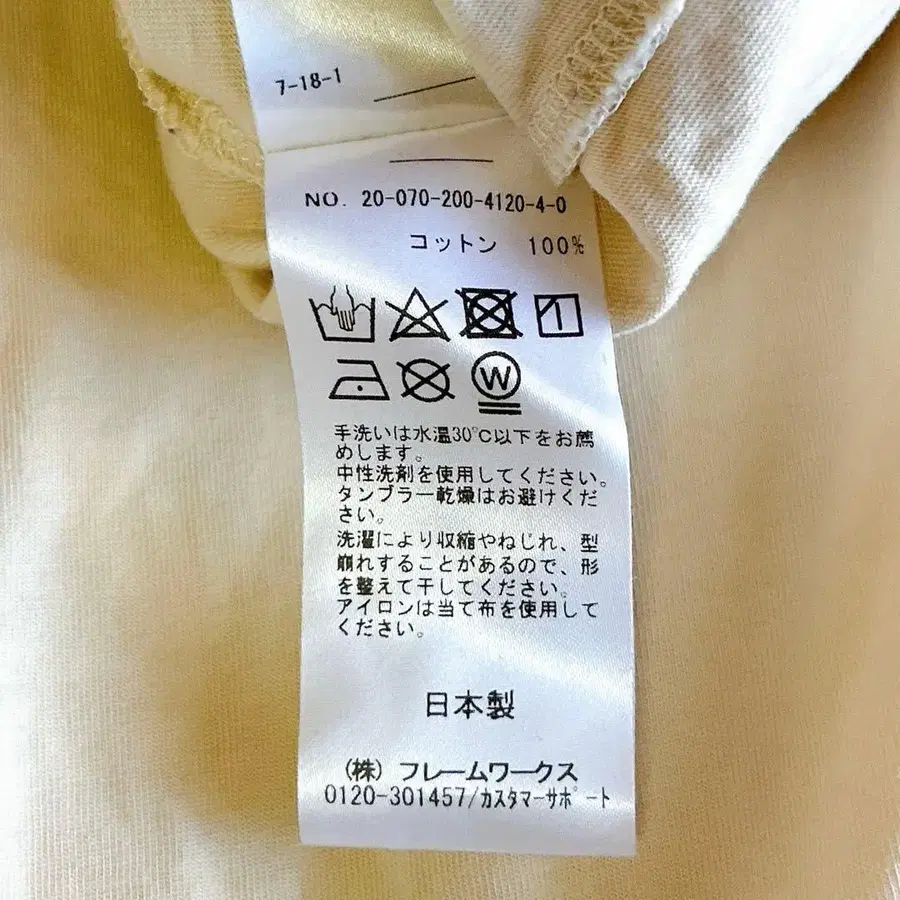 7-18-1
NO. 20-070-200-4120-4-0
コットン 100%
W
手洗いは水温30℃以下をお薦
めします。
中性洗剤を使用してください。
タンブラー乾燥はお避けくだ
さい。
洗濯により収縮やねじれ、型
崩れすることがあるので、形
を整えて干してください。
アイロンは当て布を使用して
ください。
日本製
(株) フレームワークス
0120-301457/カスタマーサポート